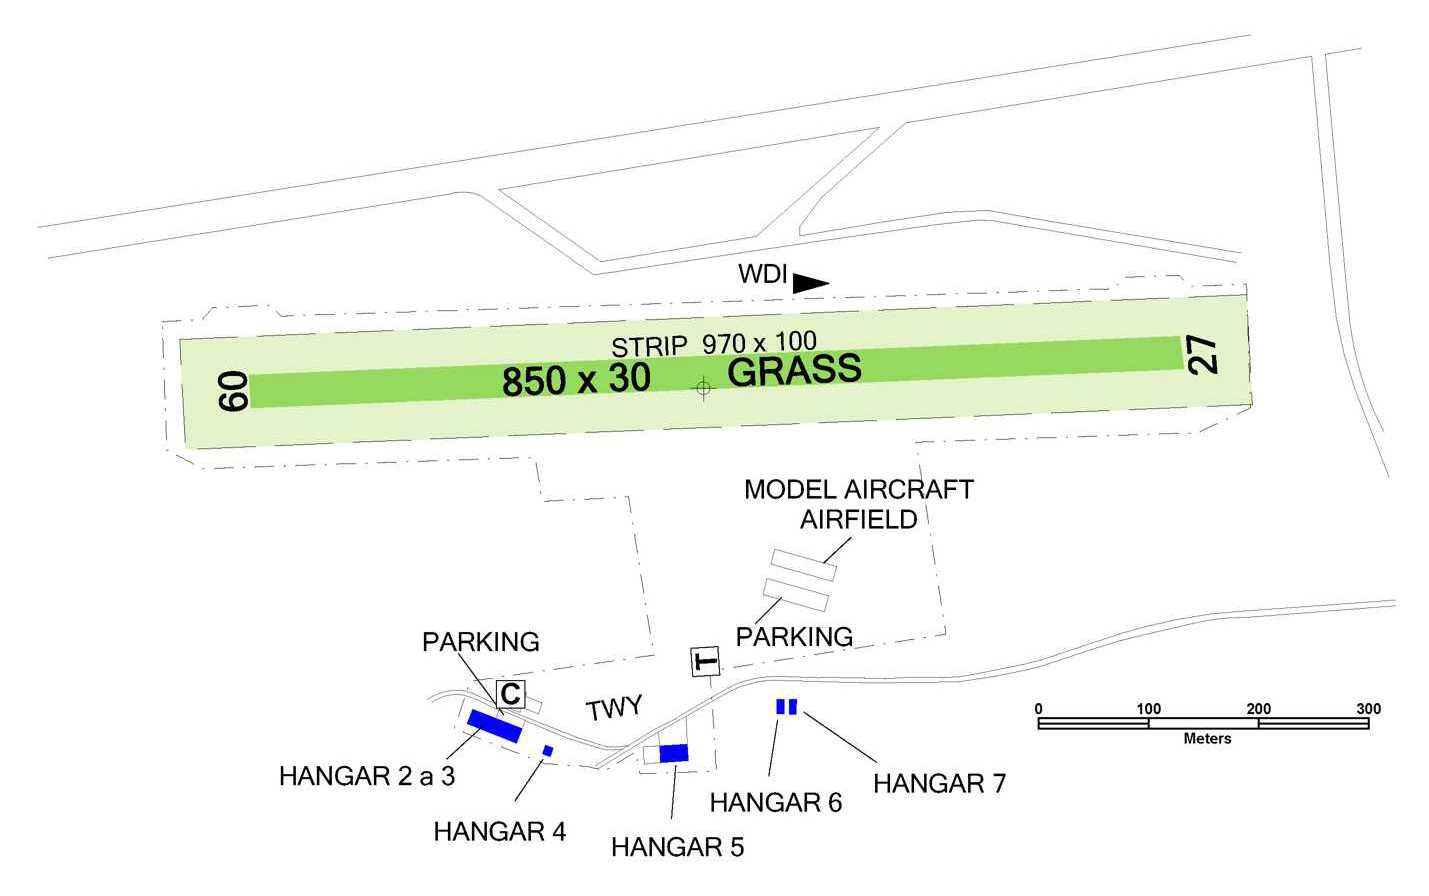 WDI
STRIP 970 x 100
09
850 x 30 GRASS
27
MODEL AIRCRAFT
AIRFIELD
PARKING
PARKING
T
C
TWY
0 100 200 300
Meters
HANGAR 2 a 3
HANGAR 7
HANGAR 6
HANGAR 4
HANGAR 5